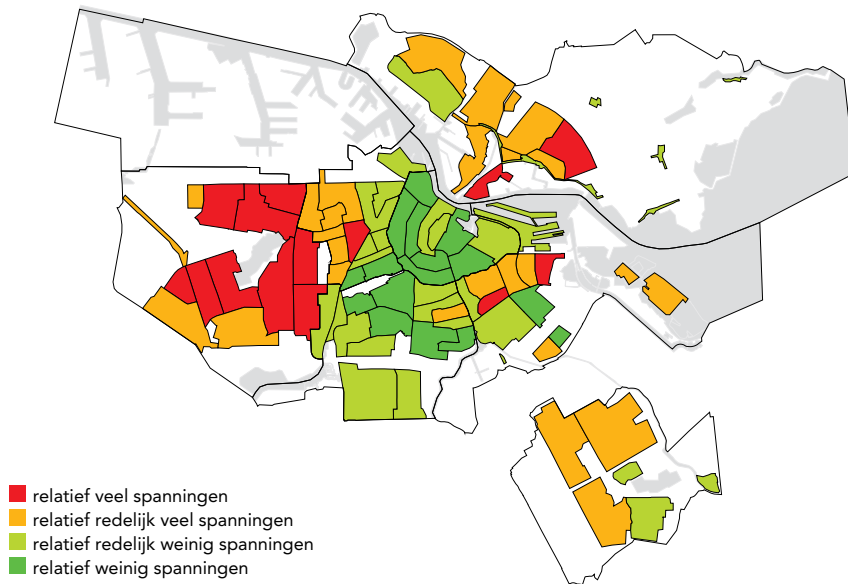 relatief veel spanningen
relatief redelijk veel spanningen
relatief redelijk weinig spanningen
relatief weinig spanningen